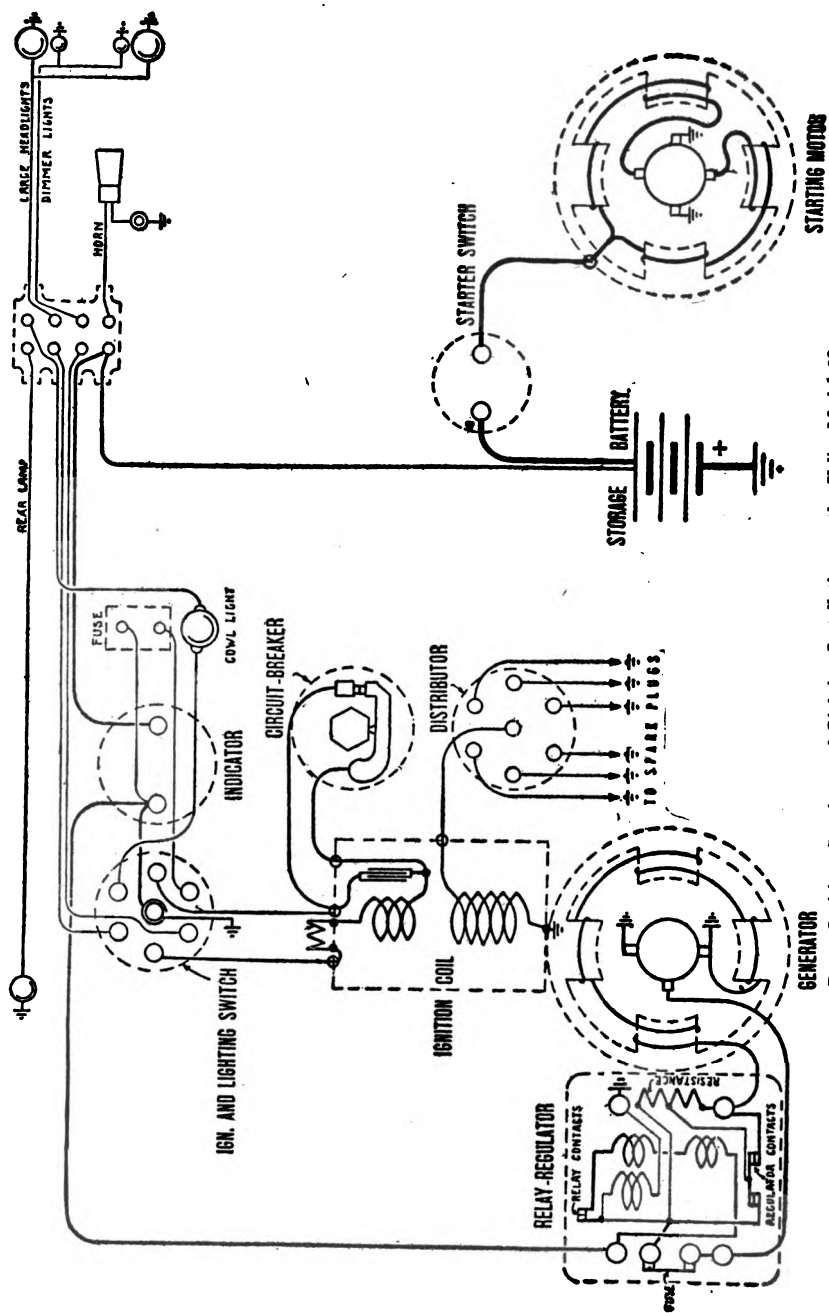 LARGE HEADLIGHTS
DIMMER LIGHTS
HORN
REAR LAMP
FUSE
COWL LIGHT
INDICATOR
IGN. AND LIGHTING SWITCH
CIRCUIT-BREAKER
DISTRIBUTOR
TO SPARK PLUGS
IGNITION COIL
STARTER SWITCH
STORAGE BATTERY.
+
STARTING MOTOR
GENERATOR
RELAY-REGULATOR
RELAY CONTACTS
RESISTANCE
REGULATOR CONTACTS
FUSE